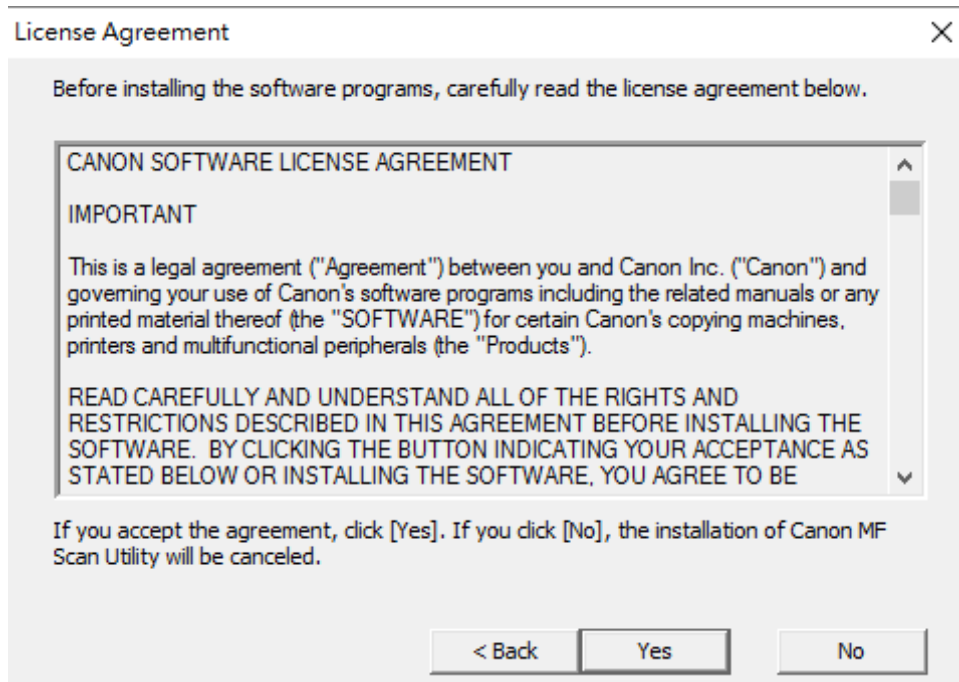 License Agreement
Before installing the software programs, carefully read the license agreement below.
CANON SOFTWARE LICENSE AGREEMENT
IMPORTANT
This is a legal agreement ("Agreement") between you and Canon Inc. ("Canon") and
governing your use of Canon's software programs including the related manuals or any
printed material thereof (the "SOFTWARE") for certain Canon's copying machines,
printers and multifunctional peripherals (the "Products").
READ CAREFULLY AND UNDERSTAND ALL OF THE RIGHTS AND
RESTRICTIONS DESCRIBED IN THIS AGREEMENT BEFORE INSTALLING THE
SOFTWARE.  BY CLICKING THE BUTTON INDICATING YOUR ACCEPTANCE AS
STATED BELOW OR INSTALLING THE SOFTWARE, YOU AGREE TO BE
If you accept the agreement, click [Yes]. If you click [No], the installation of Canon MF
Scan Utility will be canceled.
< Back
Yes
No